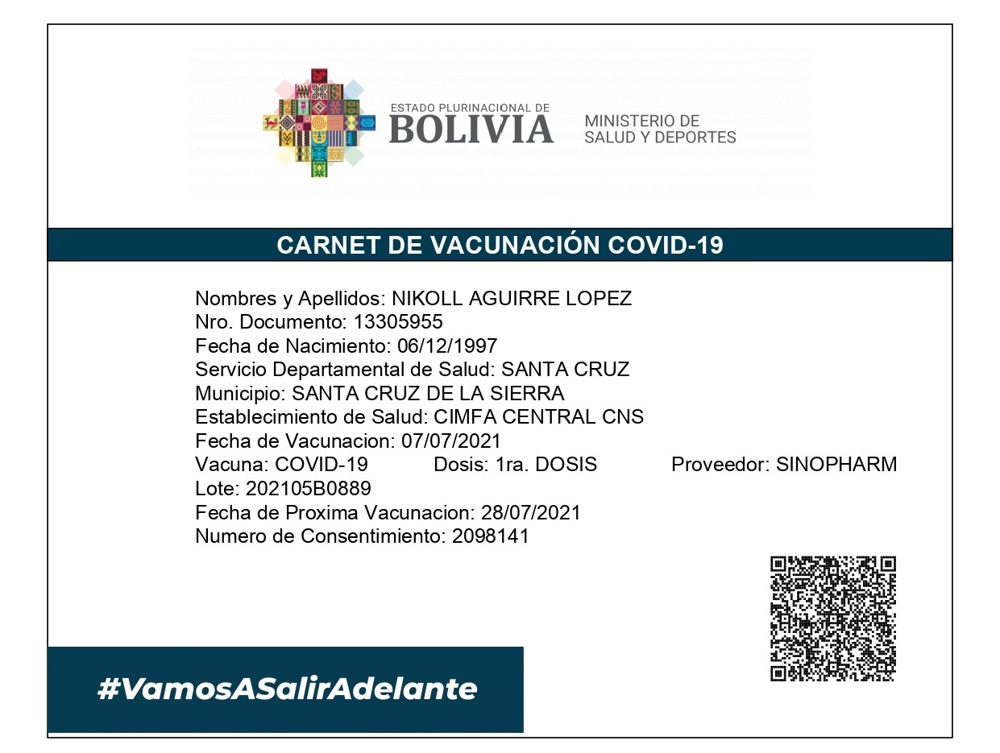 ESTADO PLURINACIONAL DE
BOLIVIA
MINISTERIO DE
SALUD Y DEPORTES
CARNET DE VACUNACIÓN COVID-19
Nombres y Apellidos: NIKOLL AGUIRRE LOPEZ
Nro. Documento: 13305955
Fecha de Nacimiento: 06/12/1997
Servicio Departamental de Salud: SANTA CRUZ
Municipio: SANTA CRUZ DE LA SIERRA
Establecimiento de Salud: CIMFA CENTRAL CNS
Fecha de Vacunacion: 07/07/2021
Vacuna: COVID-19 Dosis: 1ra. DOSIS Proveedor: SINOPHARM
Lote: 202105B0889
Fecha de Proxima Vacunacion: 28/07/2021
Numero de Consentimiento: 2098141
#VamosASalirAdelante